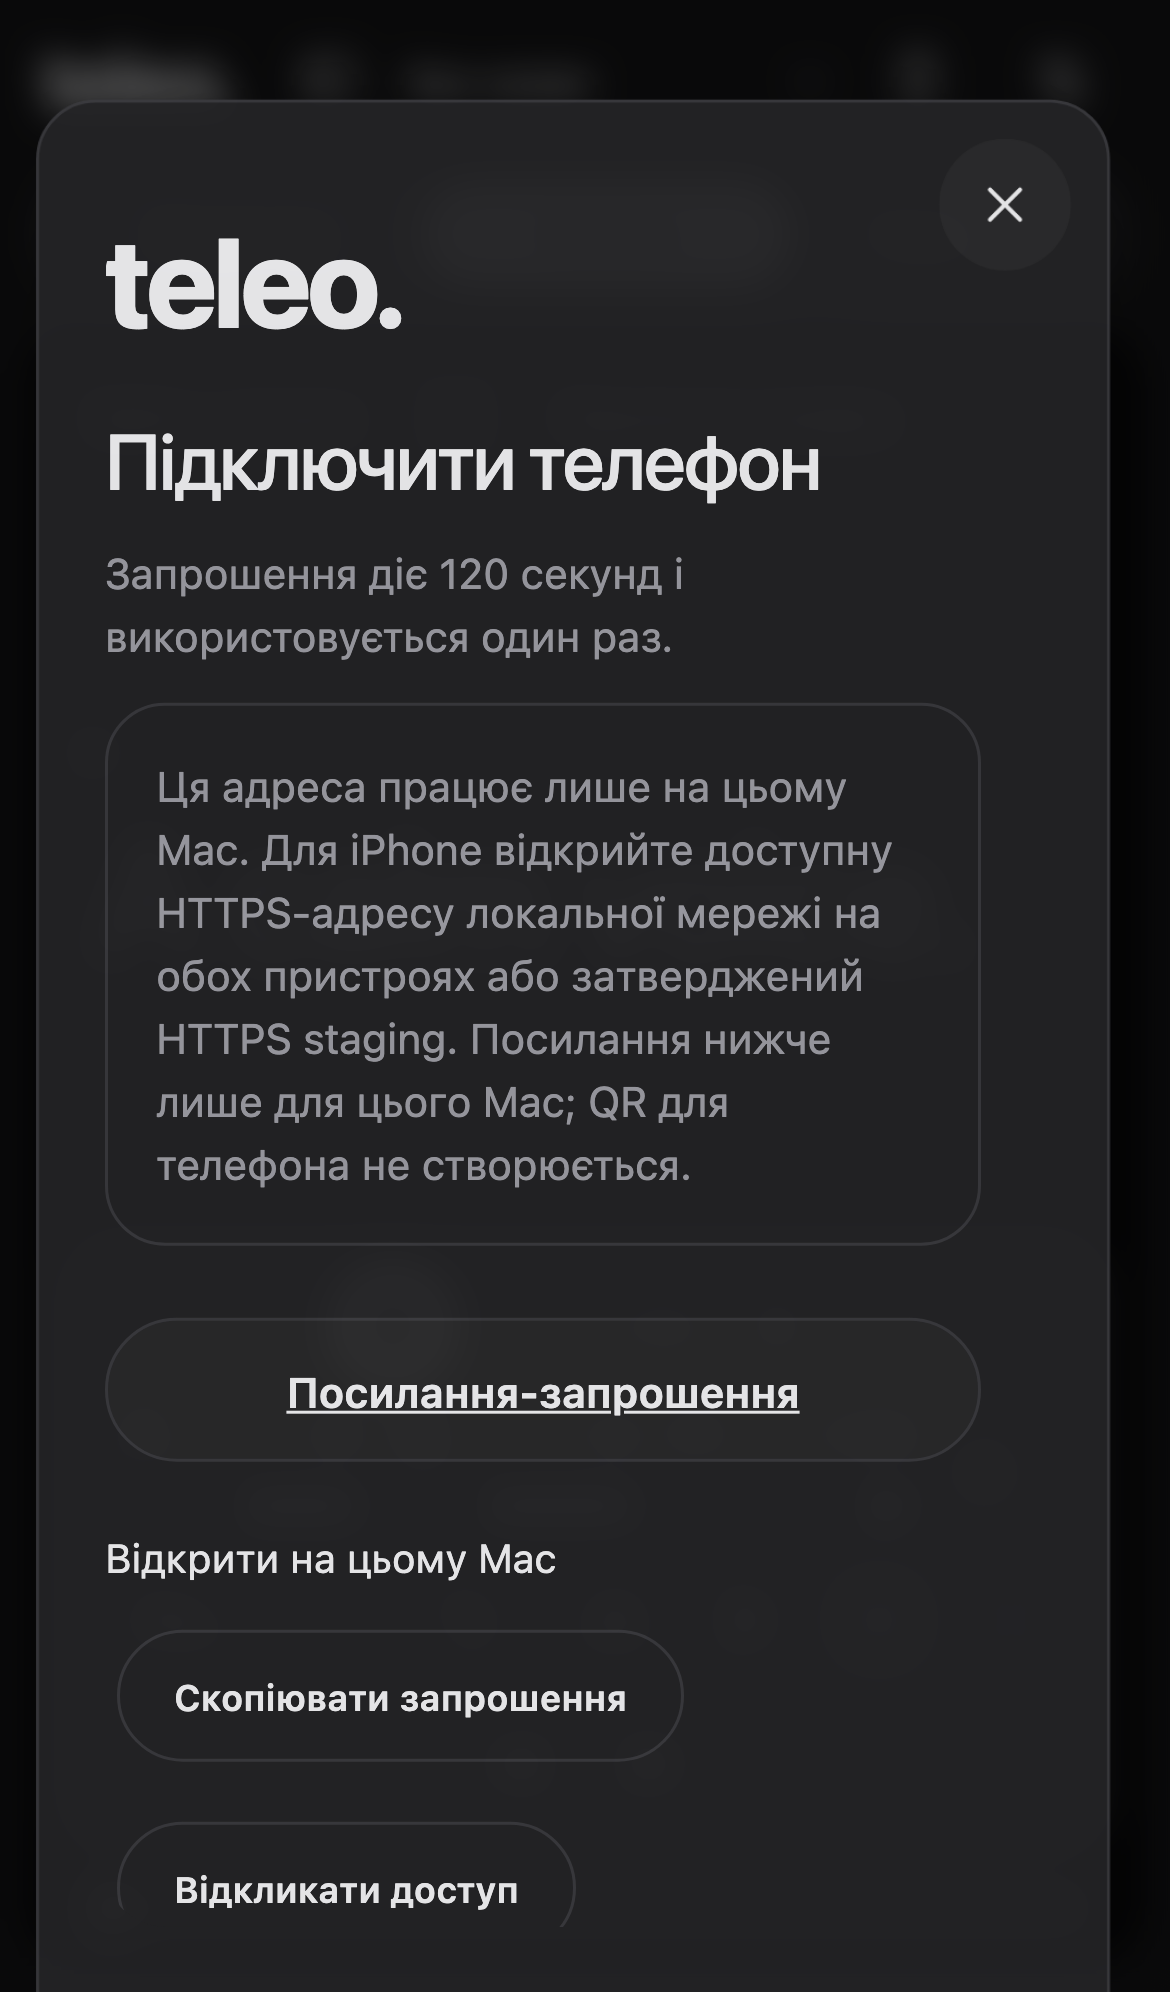 teleo.
Підключити телефон
Запрошення діє 120 секунд і
використовується один раз.
Ця адреса працює лише на цьому
Mac. Для iPhone відкрийте доступну
HTTPS-адресу локальної мережі на
обох пристроях або затверджений
HTTPS staging. Посилання нижче
лише для цього Mac; QR для
телефона не створюється.
Посилання-запрошення
Відкрити на цьому Mac
Скопіювати запрошення
Відкликати доступ